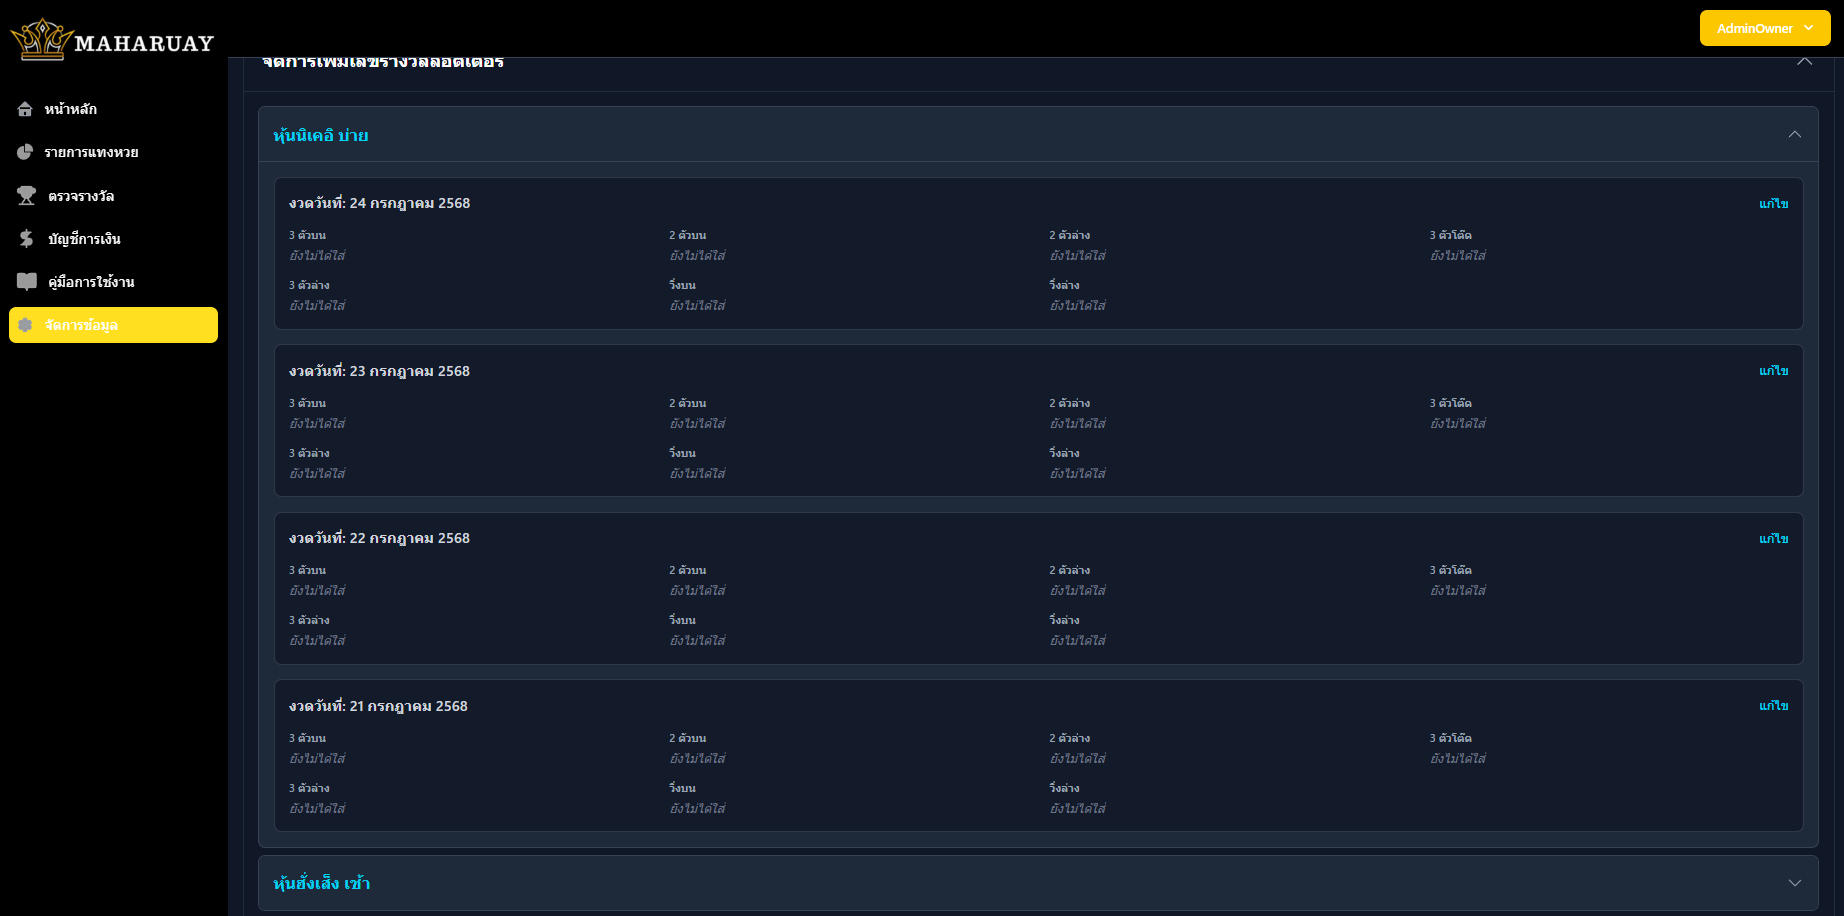 MAHARUAY
AdminOwner
หน้าหลัก
รายการแทงหวย
ตรวจรางวัล
บัญชีการเงิน
คู่มือการใช้งาน
จัดการข้อมูล
จัดการเพิ่มเลขรางวัลล็อตเตอรี่
หุ้นนิเคอิ บ่าย
งวดวันที่: 24 กรกฎาคม 2568
แก้ไข
3 ตัวบน
2 ตัวบน
2 ตัวล่าง
3 ตัวโต๊ด
ยังไม่ได้ใส่
ยังไม่ได้ใส่
ยังไม่ได้ใส่
ยังไม่ได้ใส่
3 ตัวล่าง
วิ่งบน
วิ่งล่าง
ยังไม่ได้ใส่
ยังไม่ได้ใส่
ยังไม่ได้ใส่
งวดวันที่: 23 กรกฎาคม 2568
แก้ไข
3 ตัวบน
2 ตัวบน
2 ตัวล่าง
3 ตัวโต๊ด
ยังไม่ได้ใส่
ยังไม่ได้ใส่
ยังไม่ได้ใส่
ยังไม่ได้ใส่
3 ตัวล่าง
วิ่งบน
วิ่งล่าง
ยังไม่ได้ใส่
ยังไม่ได้ใส่
ยังไม่ได้ใส่
งวดวันที่: 22 กรกฎาคม 2568
แก้ไข
3 ตัวบน
2 ตัวบน
2 ตัวล่าง
3 ตัวโต๊ด
ยังไม่ได้ใส่
ยังไม่ได้ใส่
ยังไม่ได้ใส่
ยังไม่ได้ใส่
3 ตัวล่าง
วิ่งบน
วิ่งล่าง
ยังไม่ได้ใส่
ยังไม่ได้ใส่
ยังไม่ได้ใส่
งวดวันที่: 21 กรกฎาคม 2568
แก้ไข
3 ตัวบน
2 ตัวบน
2 ตัวล่าง
3 ตัวโต๊ด
ยังไม่ได้ใส่
ยังไม่ได้ใส่
ยังไม่ได้ใส่
ยังไม่ได้ใส่
3 ตัวล่าง
วิ่งบน
วิ่งล่าง
ยังไม่ได้ใส่
ยังไม่ได้ใส่
ยังไม่ได้ใส่
หุ้นฮั่งเส็ง เช้า